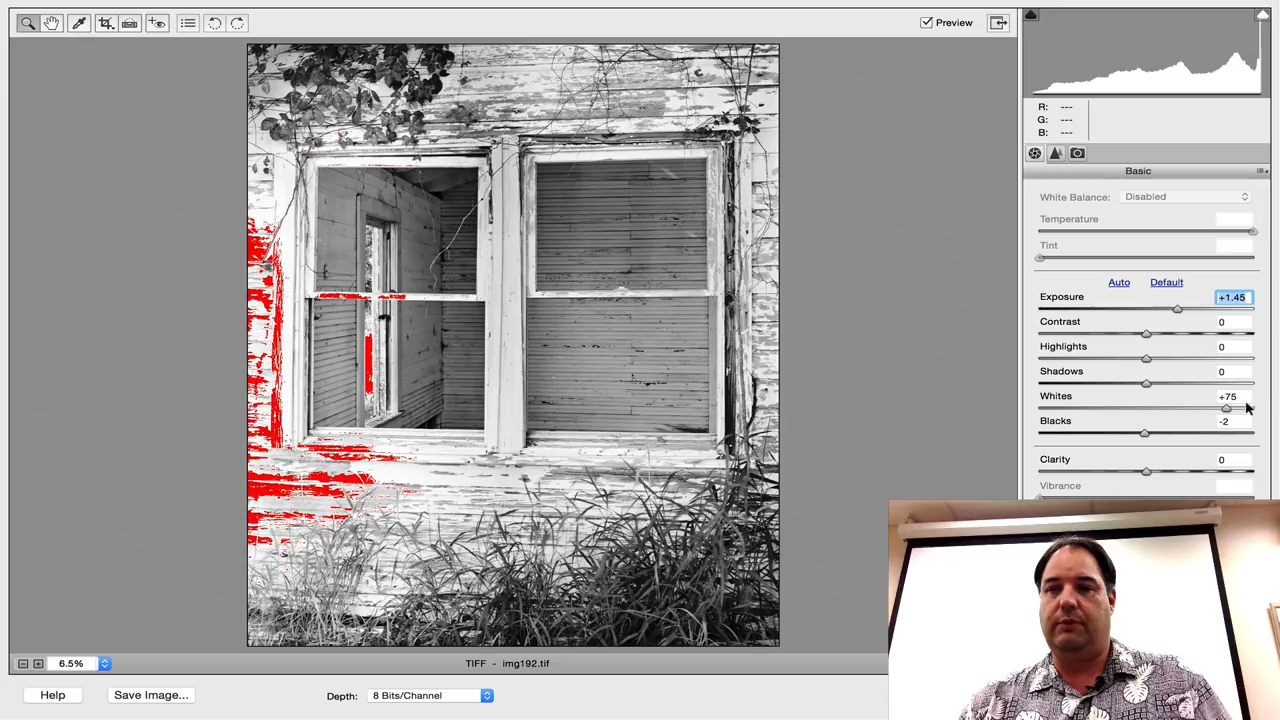 Preview
R: ---
G: ---
B: ---
Basic
White Balance: Disabled
Temperature
Tint
Auto Default
Exposure +1.45
Contrast 0
Highlights 0
Shadows 0
Whites +75
Blacks -2
Clarity 0
Vibrance
6.5% TIFF - img192.tif
Help Save Image... Depth: 8 Bits/Channel